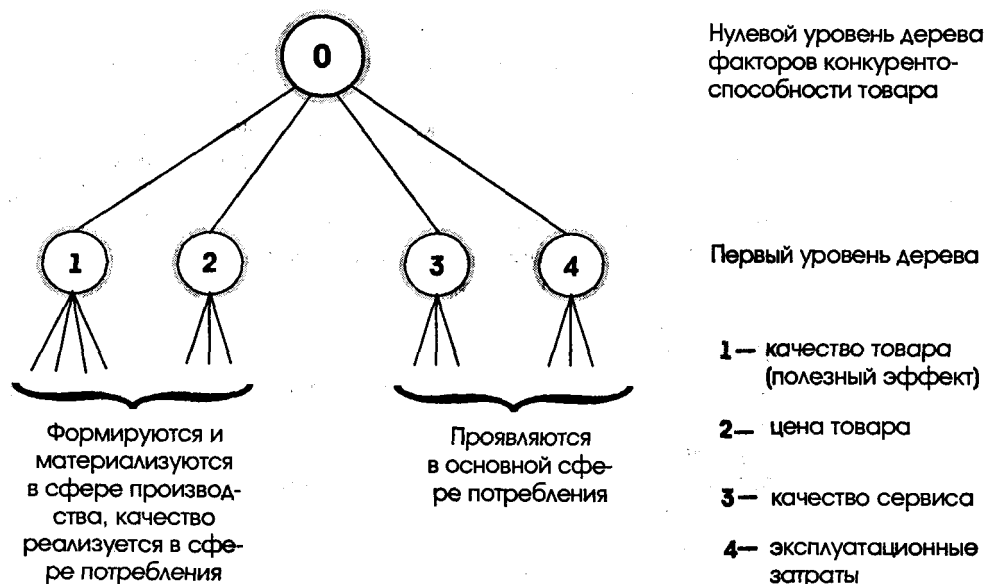 0
Нулевой уровень дерева
факторов конкуренто-
способности товара
1
2
3
4
Первый уровень дерева
Формируются и
материализуются
в сфере производ-
ства, качество
реализуется в сфе-
ре потребления
Проявляются
в основной сфе-
ре потребления
1— качество товара
(полезный эффект)
2— цена товара
3— качество сервиса
4— эксплуатационные
затраты